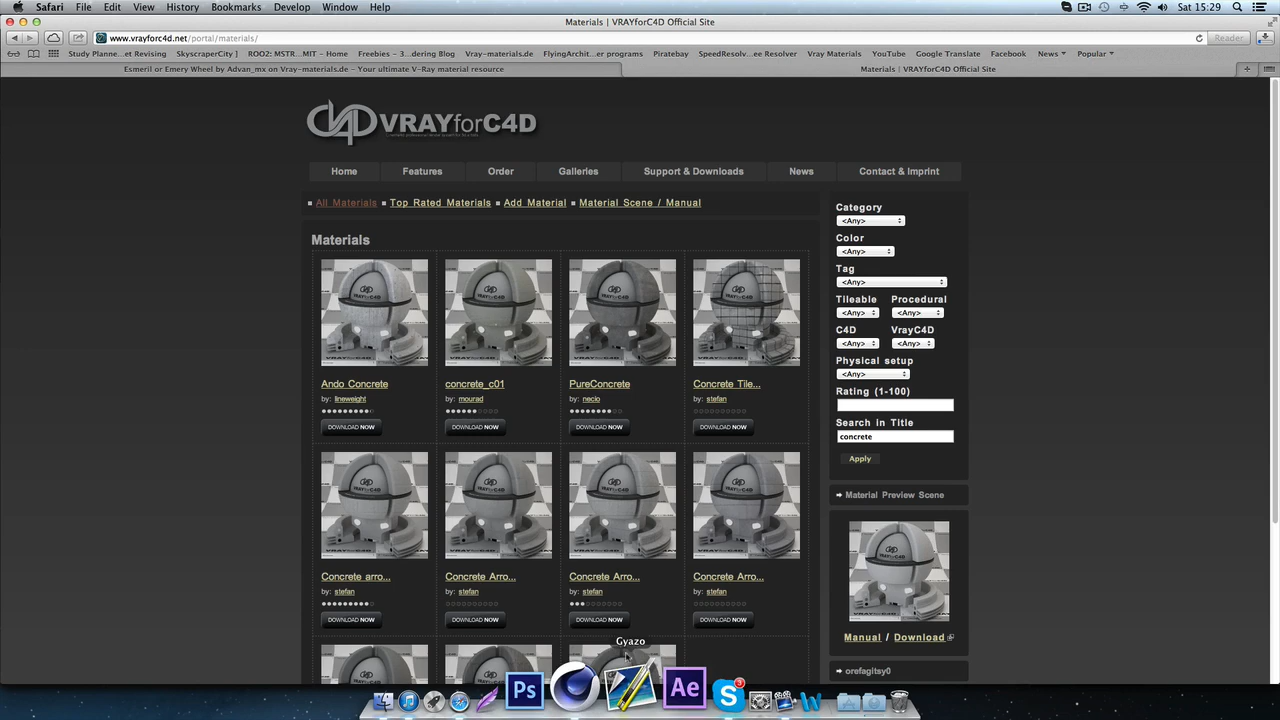 Safari File Edit View History Bookmarks Develop Window Help Sat 15:29
Materials | VRAYforC4D Official Site
www.vrayforc4d.net/portal/materials/ Reader
Study Planne...et Revising SkyscraperCity ] ROO2: MSTR,...MIT - Home Freebies - 3...dering Blog Vray-materials.de FlyingArchit...er programs Piratebay SpeedResolv...ee Resolver Vray Materials YouTube Google Translate Facebook News Popular
Esmeril or Emery Wheel by Advan_mx on Vray-materials.de – Your ultimate V-Ray material resource Materials | VRAYforC4D Official Site
VRAYforC4D
Home Features Order Galleries Support & Downloads News Contact & Imprint
All Materials Top Rated Materials Add Material Material Scene / Manual
Materials
Ando Concrete concrete_c01 PureConcrete Concrete Tile...
by: lineweight by: mourad by: necio by: stefan
DOWNLOAD NOW DOWNLOAD NOW DOWNLOAD NOW DOWNLOAD NOW
Concrete arro... Concrete Arro... Concrete Arro... Concrete Arro...
by: stefan by: stefan by: stefan by: stefan
DOWNLOAD NOW DOWNLOAD NOW DOWNLOAD NOW DOWNLOAD NOW
Category
<Any>
Color
<Any>
Tag
<Any>
Tileable Procedural
<Any> <Any>
C4D VrayC4D
<Any> <Any>
Physical setup
<Any>
Rating (1-100)
Search in Title
concrete
Apply
Material Preview Scene
Manual / Download
orefagitsy0
Gyazo
Ps Ae S 3 W